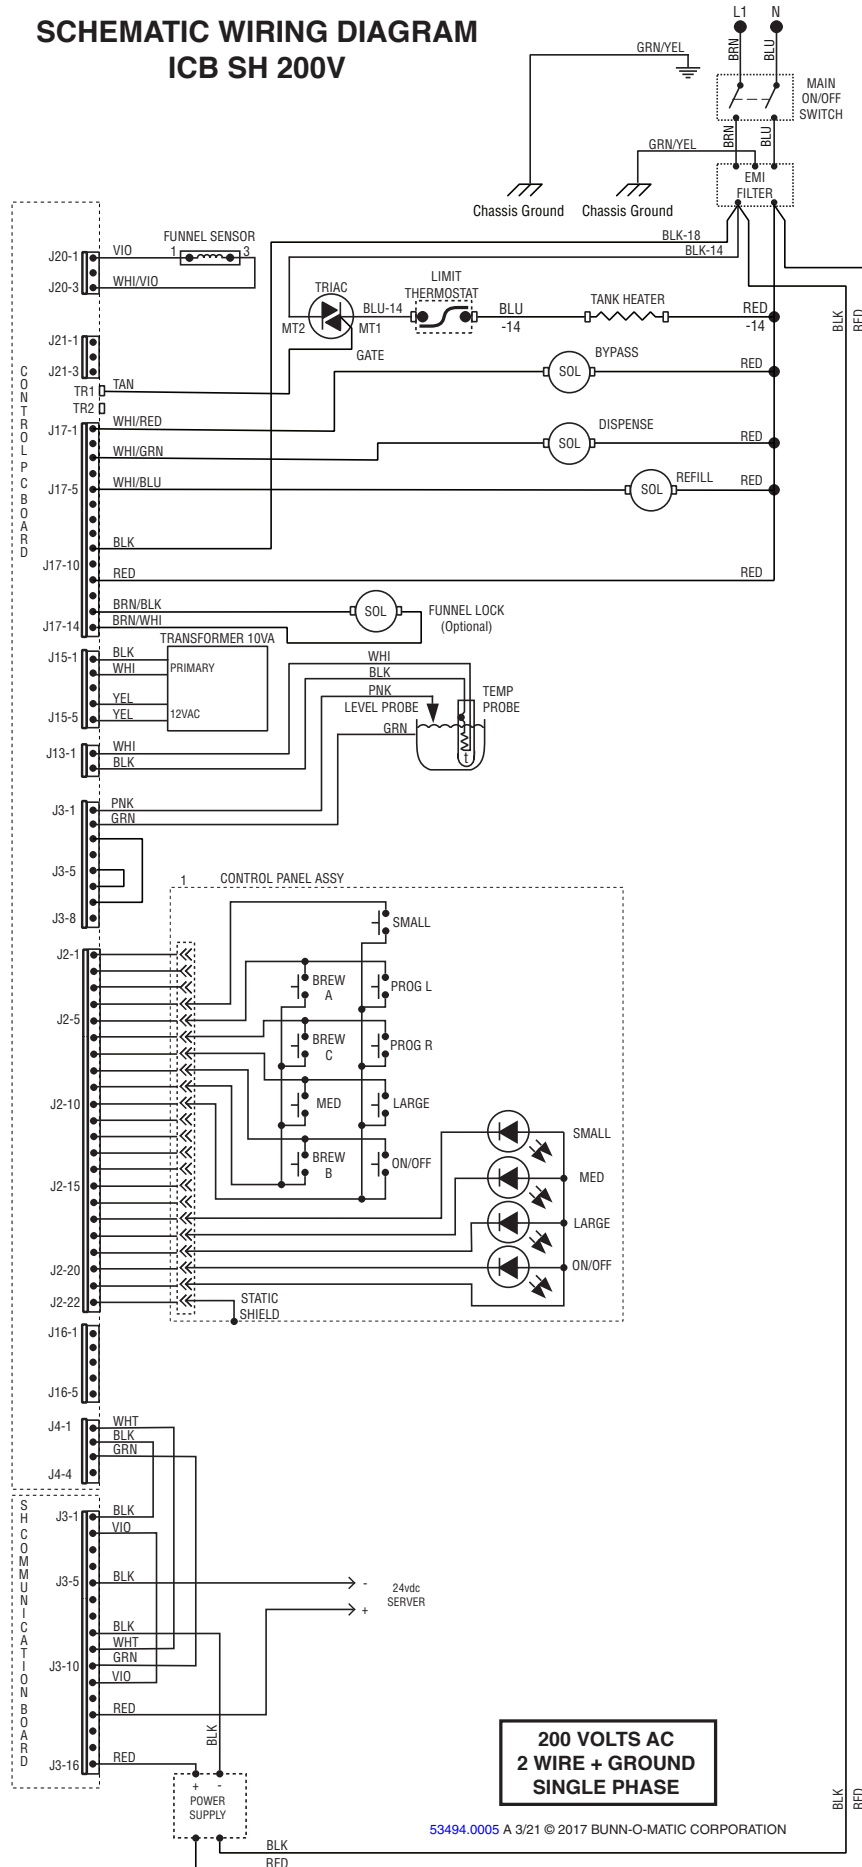 SCHEMATIC WIRING DIAGRAM
ICB SH 200V
L1 N
BRN BLU
GRN/YEL
MAIN
ON/OFF
SWITCH
BRN BLU
GRN/YEL
EMI
FILTER
Chassis Ground Chassis Ground
BLK-18
BLK-14
CONTROL PC BOARD
J20-1 VIO
FUNNEL SENSOR
1 3
J20-3 WHI/VIO
TRIAC
MT2 MT1
BLU-14
LIMIT
THERMOSTAT
BLU
-14
TANK HEATER
RED
-14
GATE
BLK RED
J21-1
J21-3
TR1 TAN
TR2
BYPASS
SOL
RED
J17-1 WHI/RED
DISPENSE
SOL
RED
WHI/GRN
REFILL
SOL
RED
J17-5 WHI/BLU
BLK
J17-10
RED RED
BRN/BLK
SOL
FUNNEL LOCK
(Optional)
J17-14 BRN/WHI
TRANSFORMER 10VA
J15-1 BLK
WHI
PRIMARY
YEL
J15-5 YEL
12VAC
WHI
BLK
PNK
LEVEL PROBE
GRN
TEMP
PROBE
t
J13-1 WHI
BLK
J3-1 PNK
GRN
J3-5
J3-8
1 CONTROL PANEL ASSY
J2-1
J2-5
J2-10
J2-15
J2-20
J2-22
SMALL
BREW
A
PROG L
BREW
C
PROG R
MED
LARGE
BREW
B
ON/OFF
SMALL
MED
LARGE
ON/OFF
STATIC
SHIELD
J16-1
J16-5
J4-1 WHT
BLK
GRN
J4-4
SH COMMUNICATION BOARD
J3-1 BLK
VIO
J3-5 BLK
-
24vdc
SERVER
+
BLK
WHT
J3-10 GRN
VIO
RED
BLK
J3-16 RED
+ -
POWER
SUPPLY
BLK
RED
200 VOLTS AC
2 WIRE + GROUND
SINGLE PHASE
BLK RED
53494.0005 A 3/21 © 2017 BUNN-O-MATIC CORPORATION